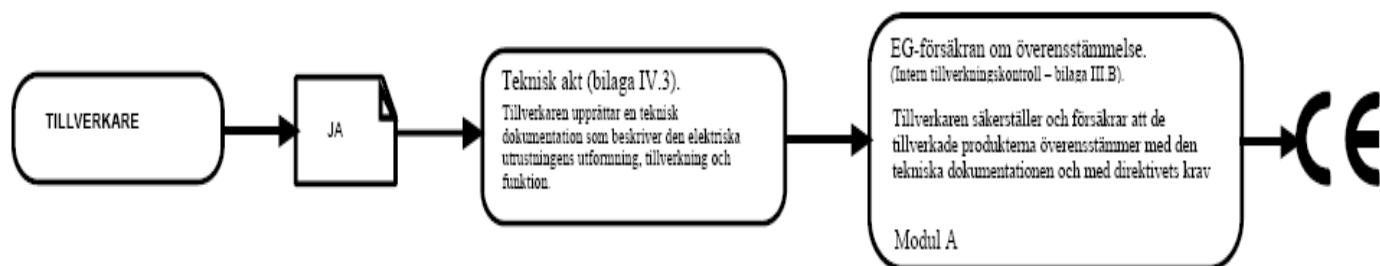 TILLVERKARE
JA
Teknisk akt (bilaga IV.3).
Tillverkaren upprättar en teknisk
dokumentation som beskriver den elektriska
utrustningens utformning, tillverkning och
funktion.
EG-försäkran om överensstämmelse.
(Intern tillverkningskontroll – bilaga III.B).
Tillverkaren säkerställer och försäkrar att de
tillverkade produkterna överensstämmer med den
tekniska dokumentationen och med direktivets krav
Modul A
CE